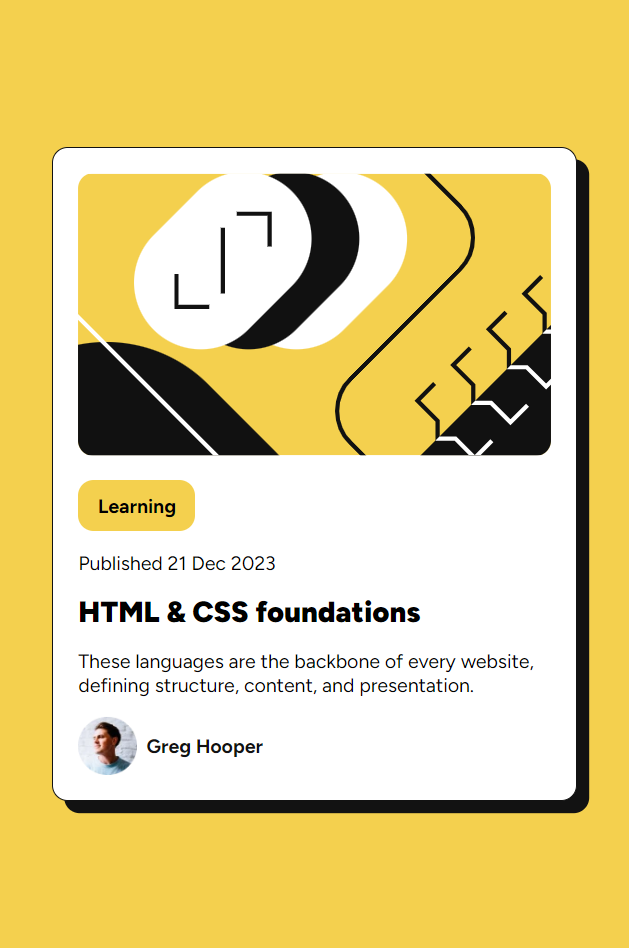 Learning
Published 21 Dec 2023
HTML & CSS foundations
These languages are the backbone of every website,
defining structure, content, and presentation.
Greg Hooper